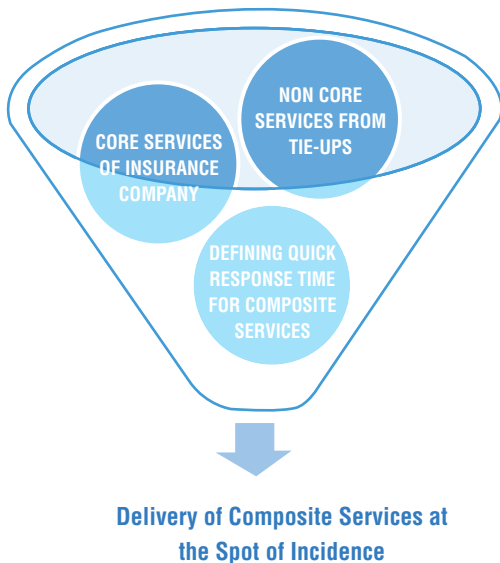 NON CORE
SERVICES FROM
TIE-UPS
CORE SERVICES
OF INSURANCE
COMPANY
DEFINING QUICK
RESPONSE TIME
FOR COMPOSITE
SERVICES
Delivery of Composite Services at
the Spot of Incidence